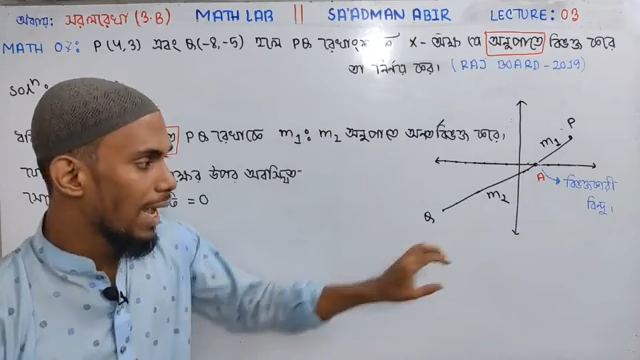 অধ্যায়: সরলরেখা (3.B) MATH LAB || SA'ADMAN ABIR LECTURE: 03
MATH 07: P(4,3) এবং Q(-8,-5) হলে PQ রেখাংশকে X-অক্ষ যে অনুপাতে বিভক্ত করে
তা নির্ণয় করো। (RAJ BOARD-2019)
solⁿ:
PQ রেখাকে m₁:m₂ অনুপাতে অন্তর্বিভক্ত করে,
উপর অবস্থিত
= 0
P
m₁
A
m₂
Q
বিভক্তকারী
বিন্দু।